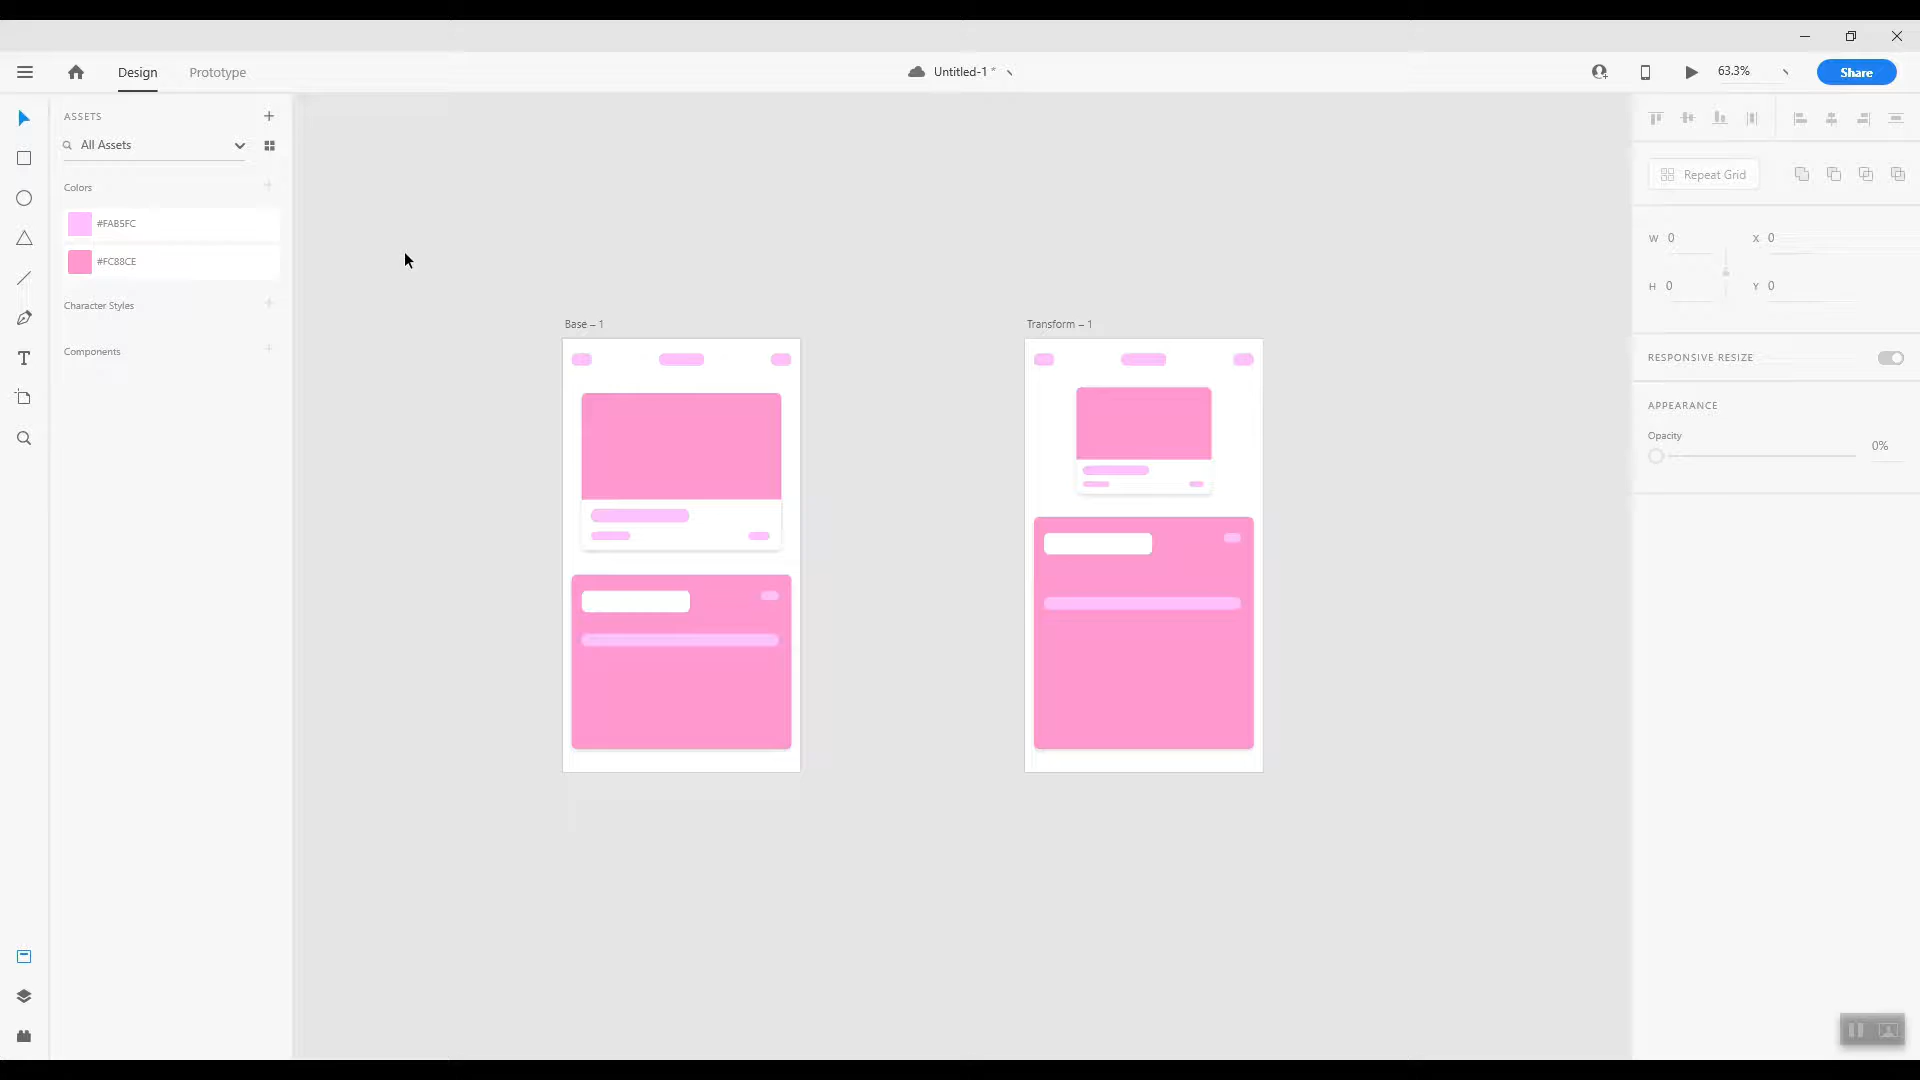 Design
Prototype
Untitled-1 *
63.3%
Share
ASSETS
All Assets
Colors
#FAB5FC
#FC88CE
Character Styles
Components
Base – 1
Transform – 1
Repeat Grid
W 0
X 0
H 0
Y 0
RESPONSIVE RESIZE
APPEARANCE
Opacity
0%